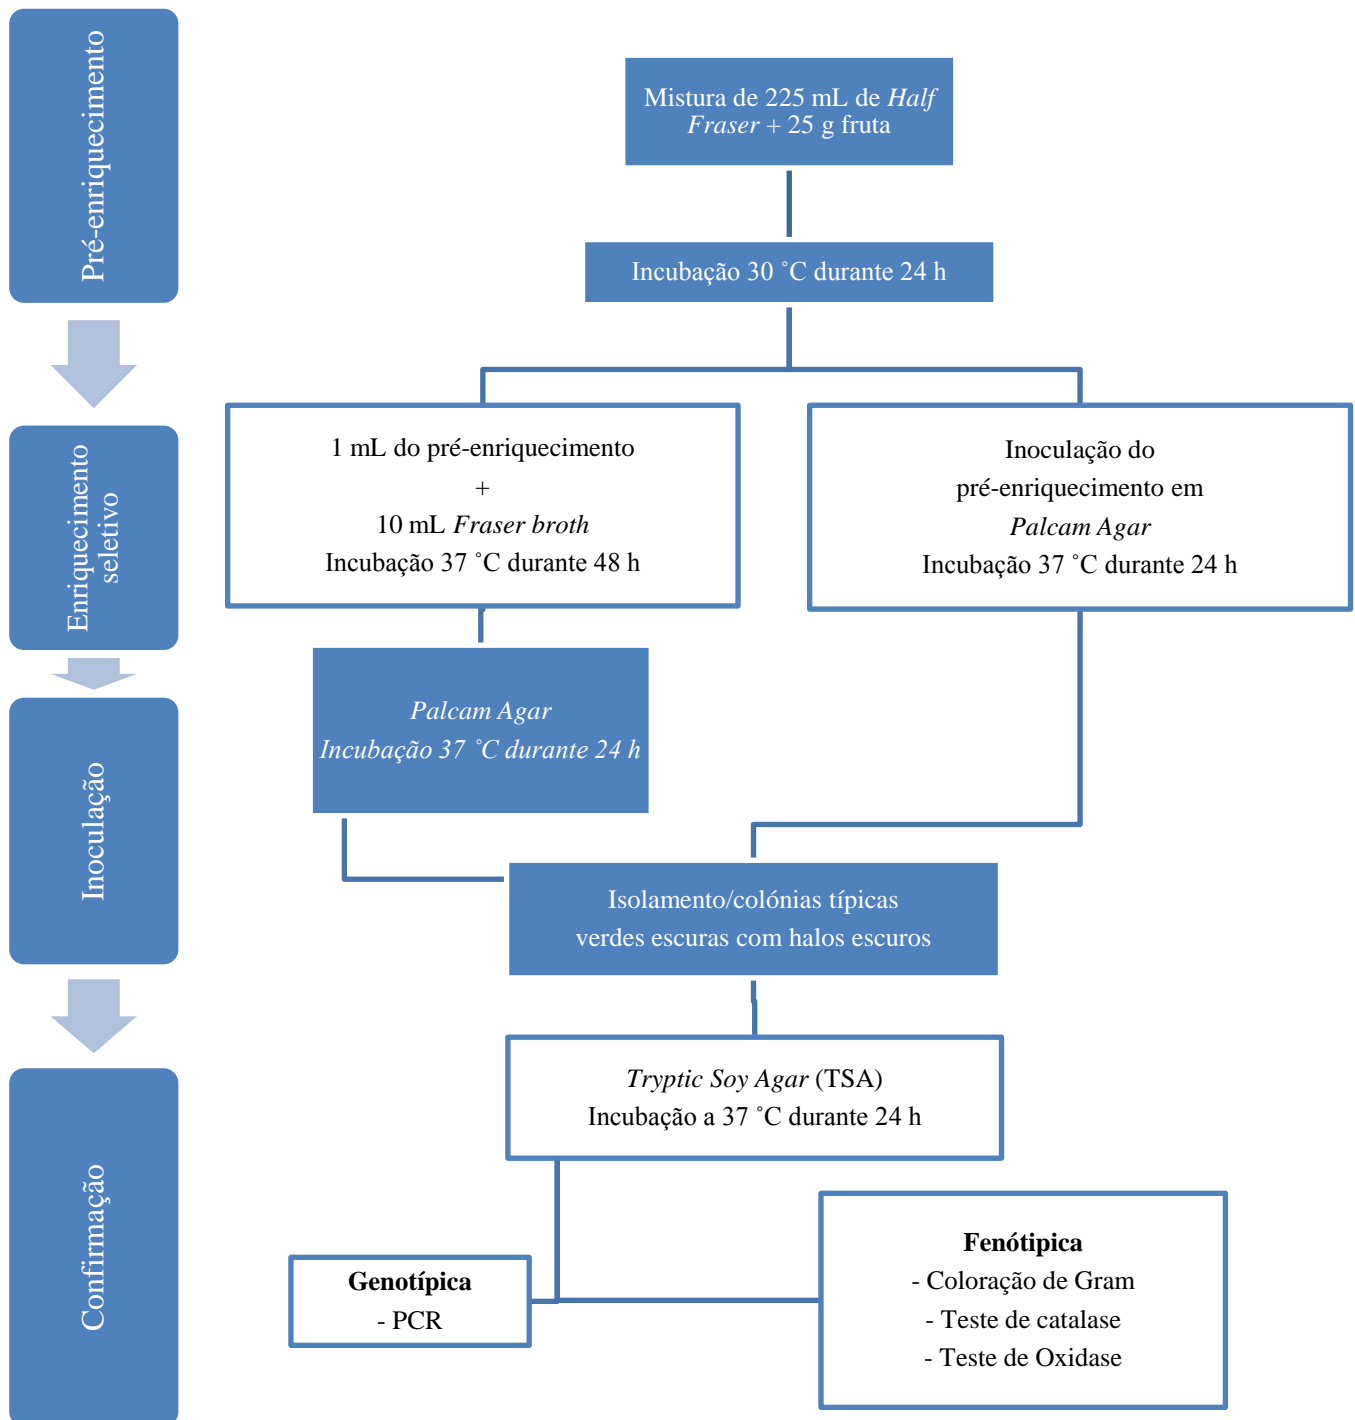 Pré-enriquecimento
Mistura de 225 mL de Half
Fraser + 25 g fruta
Incubação 30 ˚C durante 24 h
Enriquecimento
seletivo
1 mL do pré-enriquecimento
+
10 mL Fraser broth
Incubação 37 ˚C durante 48 h
Inoculação do
pré-enriquecimento em
Palcam Agar
Incubação 37 ˚C durante 24 h
Inoculação
Palcam Agar
Incubação 37 ˚C durante 24 h
Isolamento/colónias típicas
verdes escuras com halos escuros
Confirmação
Tryptic Soy Agar (TSA)
Incubação a 37 ˚C durante 24 h
Genotípica
- PCR
Fenótipica
- Coloração de Gram
- Teste de catalase
- Teste de Oxidase